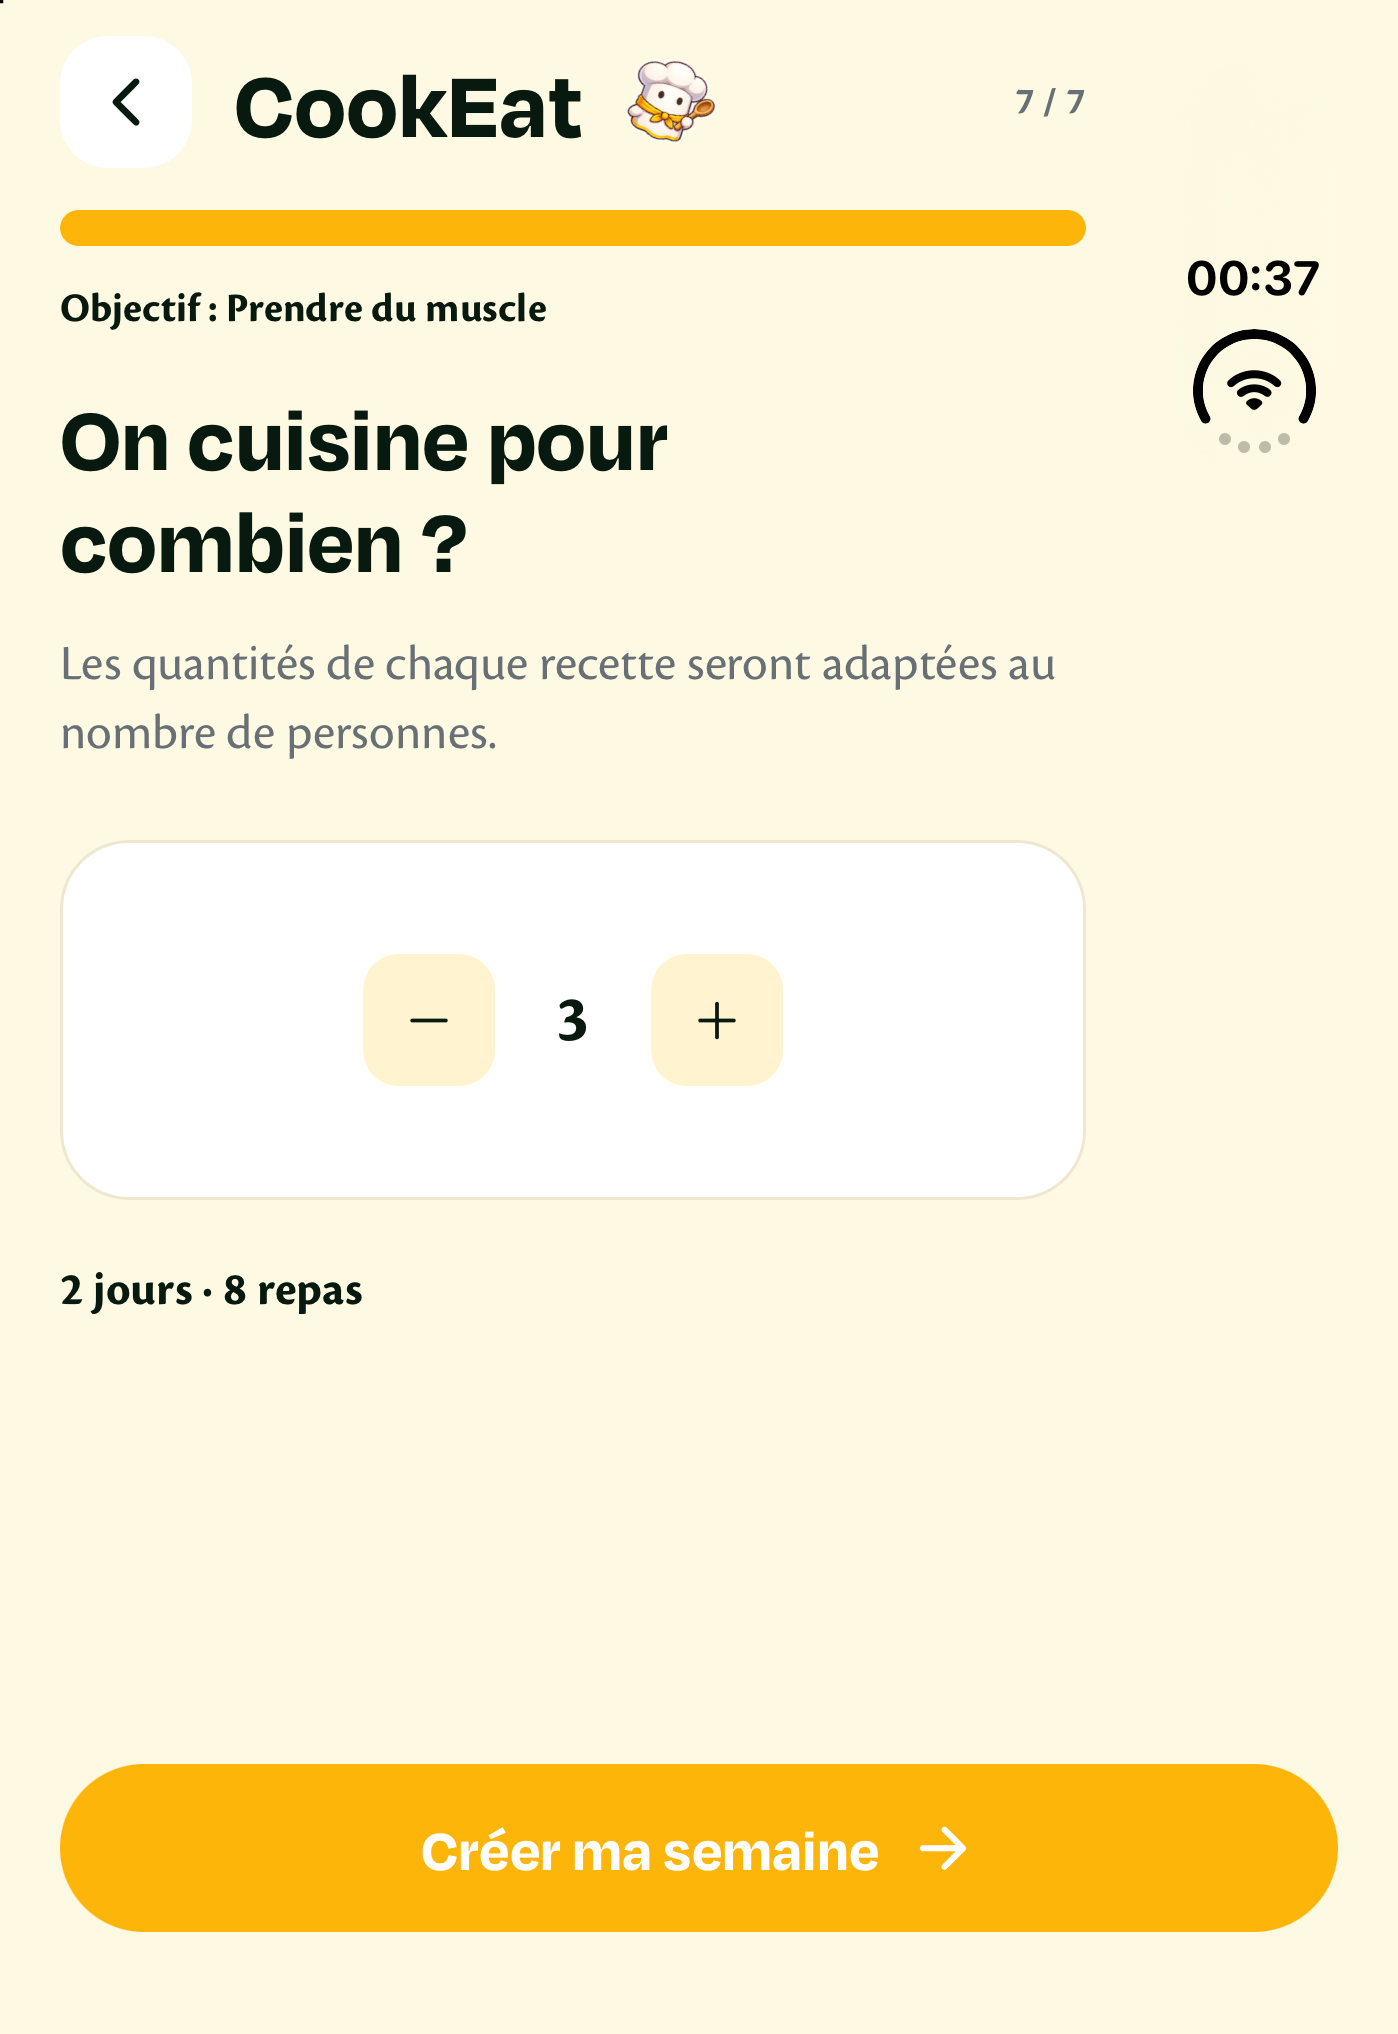 CookEat
7 / 7
00:37
Objectif : Prendre du muscle
On cuisine pour
combien ?
Les quantités de chaque recette seront adaptées au
nombre de personnes.
3
2 jours · 8 repas
Créer ma semaine